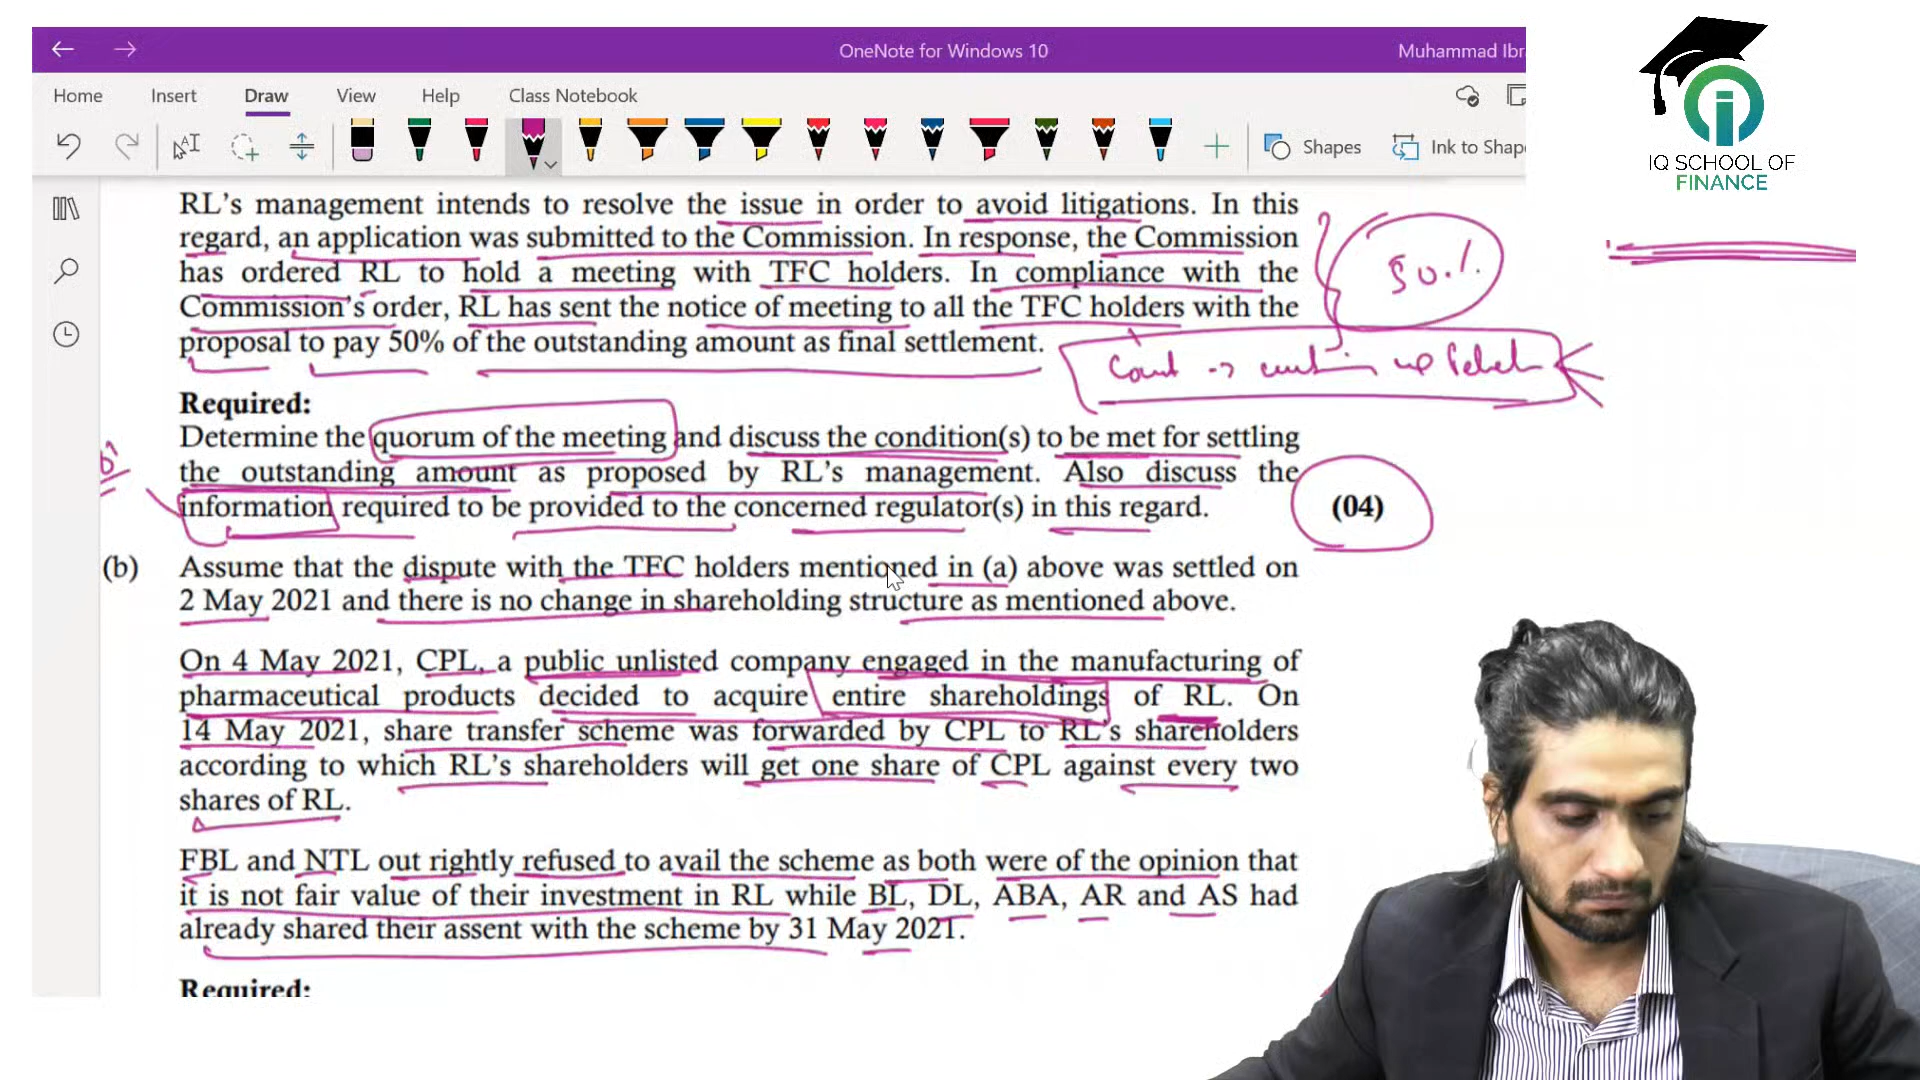 OneNote for Windows 10
Muhammad Ibr
Home Insert Draw View Help Class Notebook
Shapes
Ink to Shap
IQ SCHOOL OF
FINANCE
RL's management intends to resolve the issue in order to avoid litigations. In this
regard, an application was submitted to the Commission. In response, the Commission
has ordered RL to hold a meeting with TFC holders. In compliance with the
Commission's order, RL has sent the notice of meeting to all the TFC holders with the
proposal to pay 50% of the outstanding amount as final settlement.
50%
Required:
Determine the quorum of the meeting and discuss the condition(s) to be met for settling
the outstanding amount as proposed by RL's management. Also discuss the
information required to be provided to the concerned regulator(s) in this regard.
(04)
(b) Assume that the dispute with the TFC holders mentioned in (a) above was settled on
2 May 2021 and there is no change in shareholding structure as mentioned above.
On 4 May 2021, CPL, a public unlisted company engaged in the manufacturing of
pharmaceutical products decided to acquire entire shareholdings of RL. On
14 May 2021, share transfer scheme was forwarded by CPL to RL's shareholders
according to which RL's shareholders will get one share of CPL against every two
shares of RL.
FBL and NTL out rightly refused to avail the scheme as both were of the opinion that
it is not fair value of their investment in RL while BL, DL, ABA, AR and AS had
already shared their assent with the scheme by 31 May 2021.
Required: